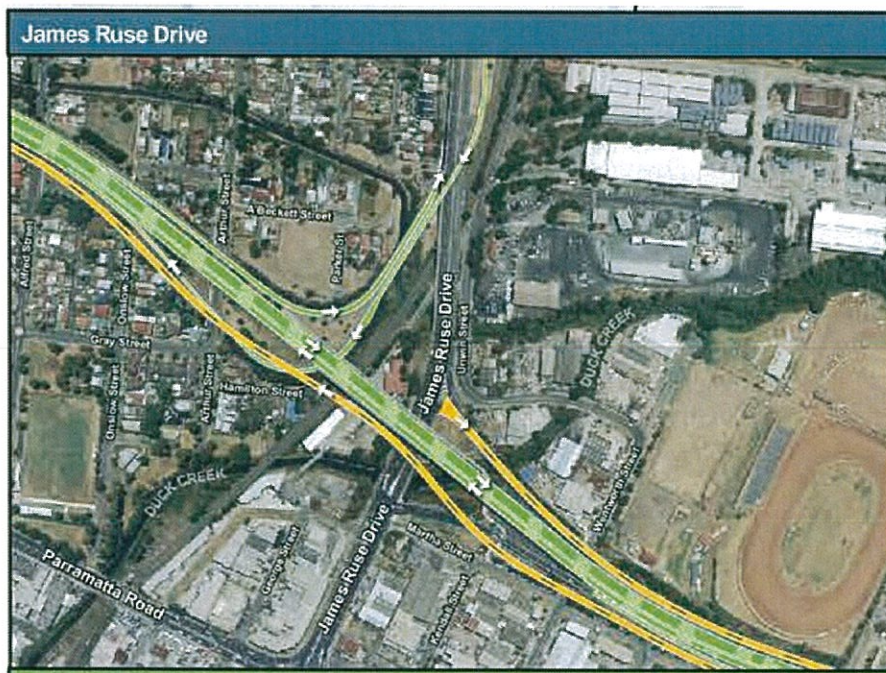 James Ruse Drive
Arthur Street
A'Beckett Street
Alfred Street
Onslow Street
Parker St
James Ruse Drive
Unwin Street
DUCK CREEK
Gray Street
Hamilton Street
Arthur Street
Onslow Street
DUCK CREEK
Wentworth Street
Martha Street
George Street
James Ruse Drive
Kendall Street
Parramatta Road